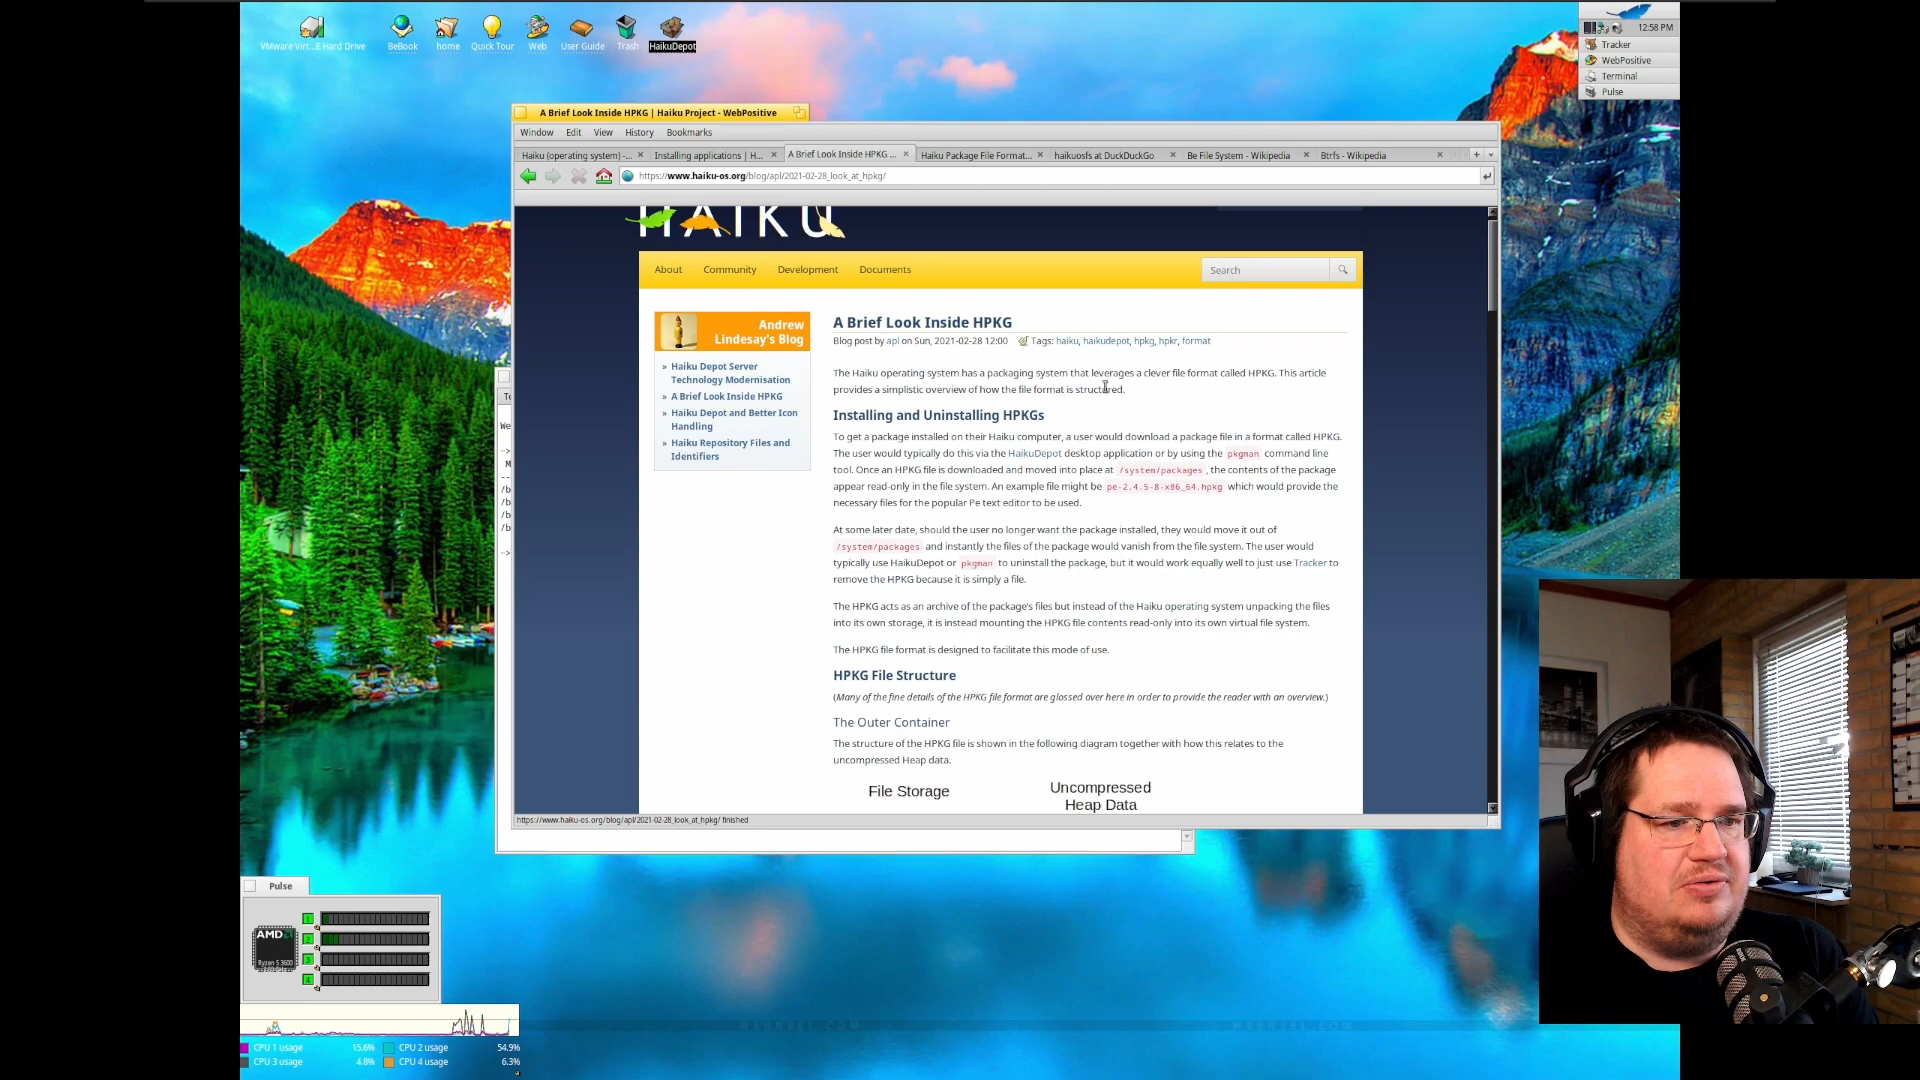 VMware Virt...E Hard Drive
BeBook
home
Quick Tour
Web
User Guide
Trash
HaikuDepot
12:58 PM
Tracker
WebPositive
Terminal
Pulse
A Brief Look Inside HPKG | Haiku Project - WebPositive
Window Edit View History Bookmarks
Haiku (operating system) -...
Installing applications | H...
A Brief Look Inside HPKG ...
Haiku Package File Format...
haikuosfs at DuckDuckGo
Be File System - Wikipedia
Btrfs - Wikipedia
https://www.haiku-os.org/blog/apl/2021-02-28_look_at_hpkg/
HAIKU
About Community Development Documents
Search
Andrew
Lindesay's Blog
» Haiku Depot Server
Technology Modernisation
» A Brief Look Inside HPKG
» Haiku Depot and Better Icon
Handling
» Haiku Repository Files and
Identifiers
A Brief Look Inside HPKG
Blog post by apl on Sun, 2021-02-28 12:00 Tags: haiku, haikudepot, hpkg, hpkr, format
The Haiku operating system has a packaging system that leverages a clever file format called HPKG. This article
provides a simplistic overview of how the file format is structured.
Installing and Uninstalling HPKGs
To get a package installed on their Haiku computer, a user would download a package file in a format called HPKG.
The user would typically do this via the HaikuDepot desktop application or by using the pkgman command line
tool. Once an HPKG file is downloaded and moved into place at /system/packages, the contents of the package
appear read-only in the file system. An example file might be pe-2.4.5-8-x86_64.hpkg which would provide the
necessary files for the popular Pe text editor to be used.
At some later date, should the user no longer want the package installed, they would move it out of
/system/packages and instantly the files of the package would vanish from the file system. The user would
typically use HaikuDepot or pkgman to uninstall the package, but it would work equally well to just use Tracker to
remove the HPKG because it is simply a file.
The HPKG acts as an archive of the package's files but instead of the Haiku operating system unpacking the files
into its own storage, it is instead mounting the HPKG file contents read-only into its own virtual file system.
The HPKG file format is designed to facilitate this mode of use.
HPKG File Structure
(Many of the fine details of the HPKG file format are glossed over here in order to provide the reader with an overview.)
The Outer Container
The structure of the HPKG file is shown in the following diagram together with how this relates to the
uncompressed Heap data.
File Storage
Uncompressed
Heap Data
https://www.haiku-os.org/blog/apl/2021-02-28_look_at_hpkg/ finished
Pulse
AMD
Ryzen 5 3600
1
2
3
4
CPU 1 usage 15.6% CPU 2 usage 54.9%
CPU 3 usage 4.8% CPU 4 usage 6.3%